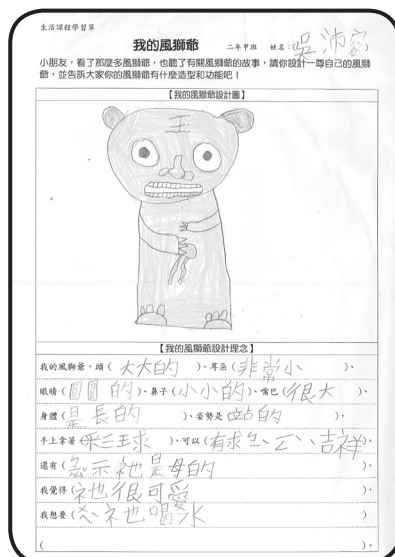 生活課程學習單
我的風獅爺 二年甲班 姓名：(吳沛容)
小朋友，看了那麼多風獅爺，也聽了有關風獅爺的故事，請你設計一尊自己的風獅
爺，並告訴大家你的風獅爺有什麼造型和功能吧！
【我的風獅爺設計圖】
王
【我的風獅爺設計理念】
我的風獅爺，頭(大大的)、耳朵(非常小)、
眼睛(圓圓的)、鼻子(小小的)、嘴巴(很大)、
身體(是長的)、姿勢是(站的)、
手上拿著(彩球)、可以(有求ㄅㄧˋ ㄧㄥˋ 吉祥)、
還有(表示祂是母的)、
我覺得(祂很可愛)、
我想要(祂喝水)
()。